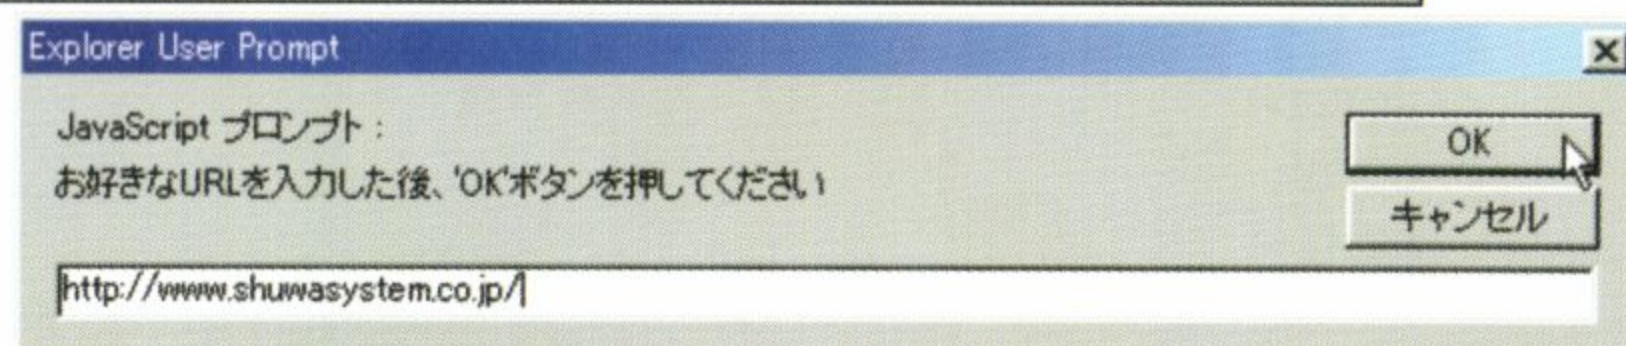 Explorer User Prompt
JavaScript プロンプト :
お好きなURLを入力した後、'OK'ボタンを押してください
OK
キャンセル
http://www.shuwasystem.co.jp/